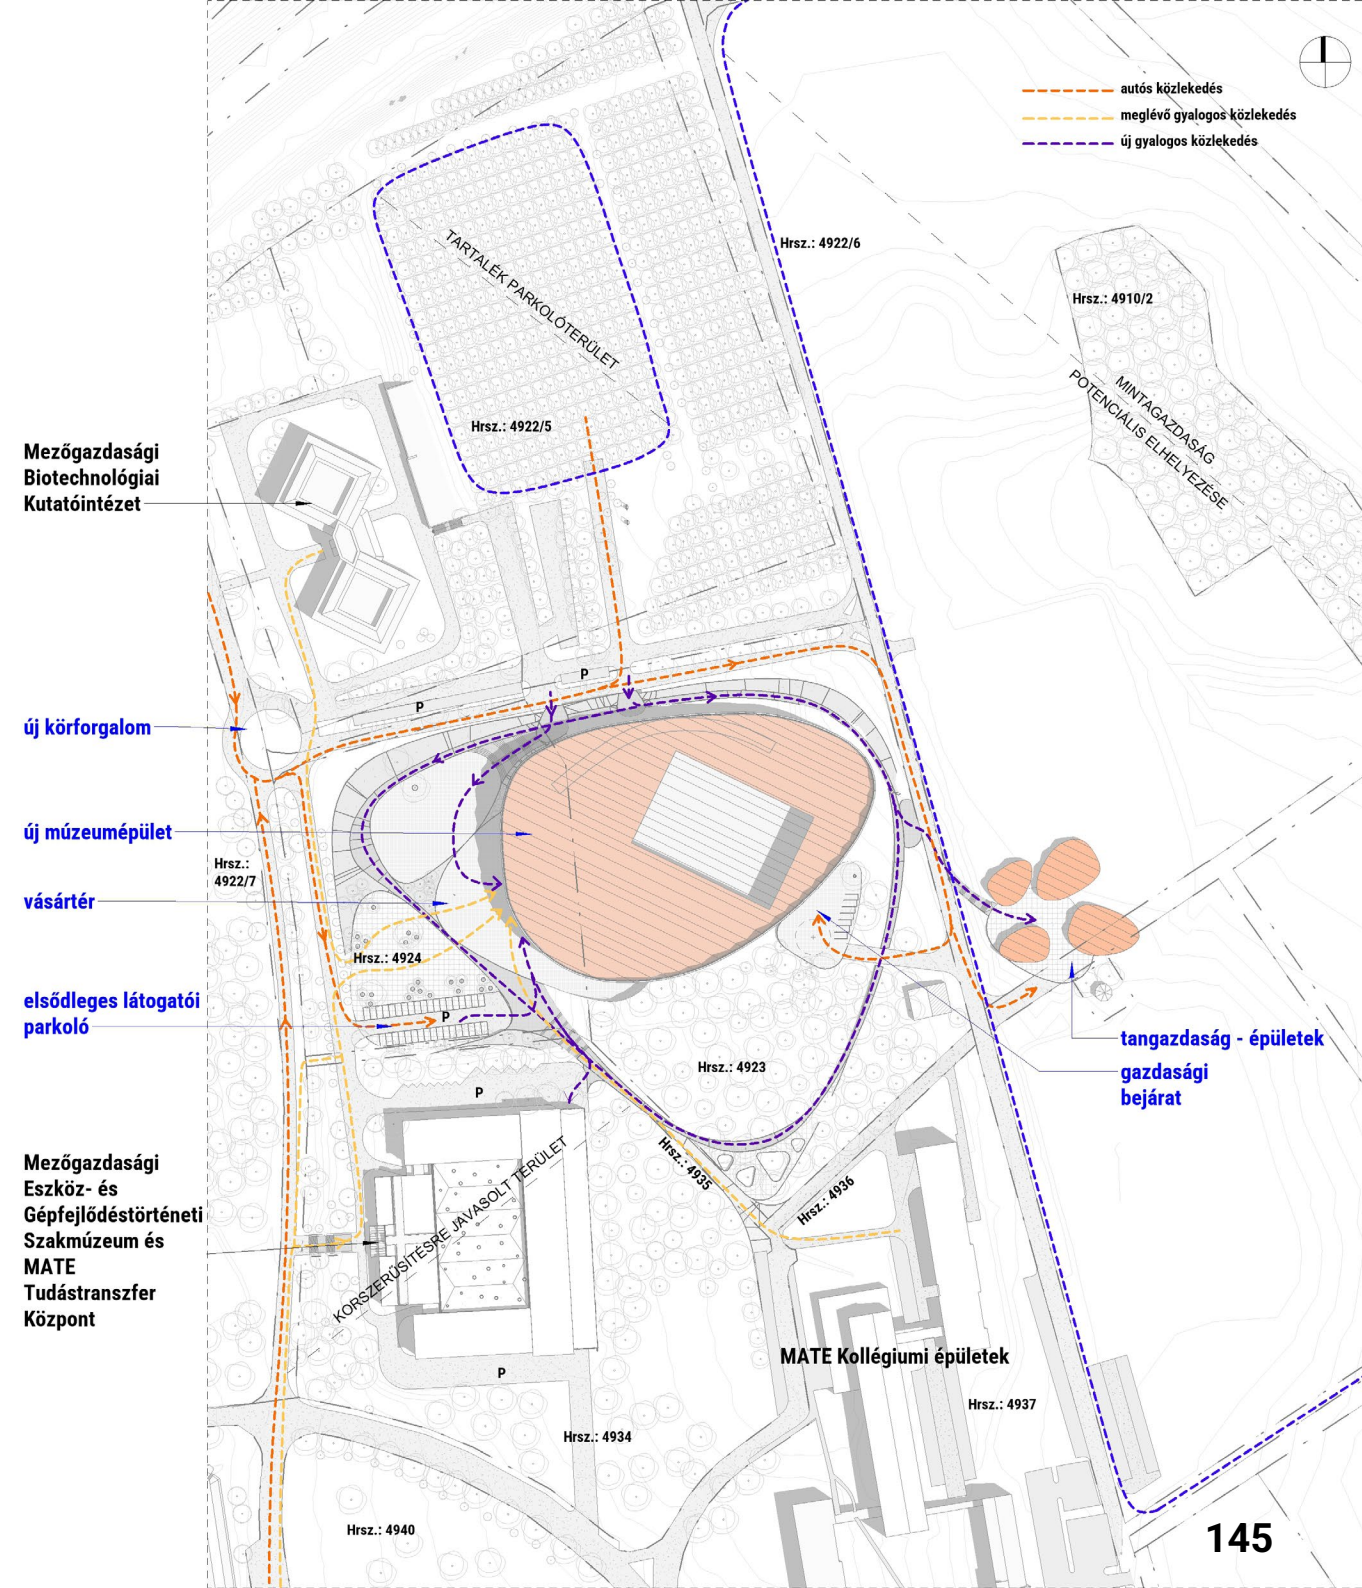 autós közlekedés
meglévő gyalogos közlekedés
új gyalogos közlekedés
Hrsz.: 4922/6
TARTALÉK PARKOLÓTERÜLET
Hrsz.: 4910/2
MINTAGAZDASÁG
POTENCIÁLIS ELHELYEZÉSE
Hrsz.: 4922/5
Mezőgazdasági
Biotechnológiai
Kutatóintézet
P
P
új körforgalom
új múzeumépület
Hrsz.:
4922/7
vásártér
Hrsz.: 4924
elsődleges látogatói
parkoló
P
tangazdaság - épületek
gazdasági
bejárat
Hrsz.: 4923
P
Mezőgazdasági
Eszköz- és
Gépfejlődéstörténeti
Szakmúzeum és
MATE
Tudástranszfer
Központ
KORSZERŰSÍTÉSRE JAVASOLT TERÜLET
Hrsz.: 4935
Hrsz.: 4936
MATE Kollégiumi épületek
P
Hrsz.: 4937
Hrsz.: 4934
Hrsz.: 4940
145